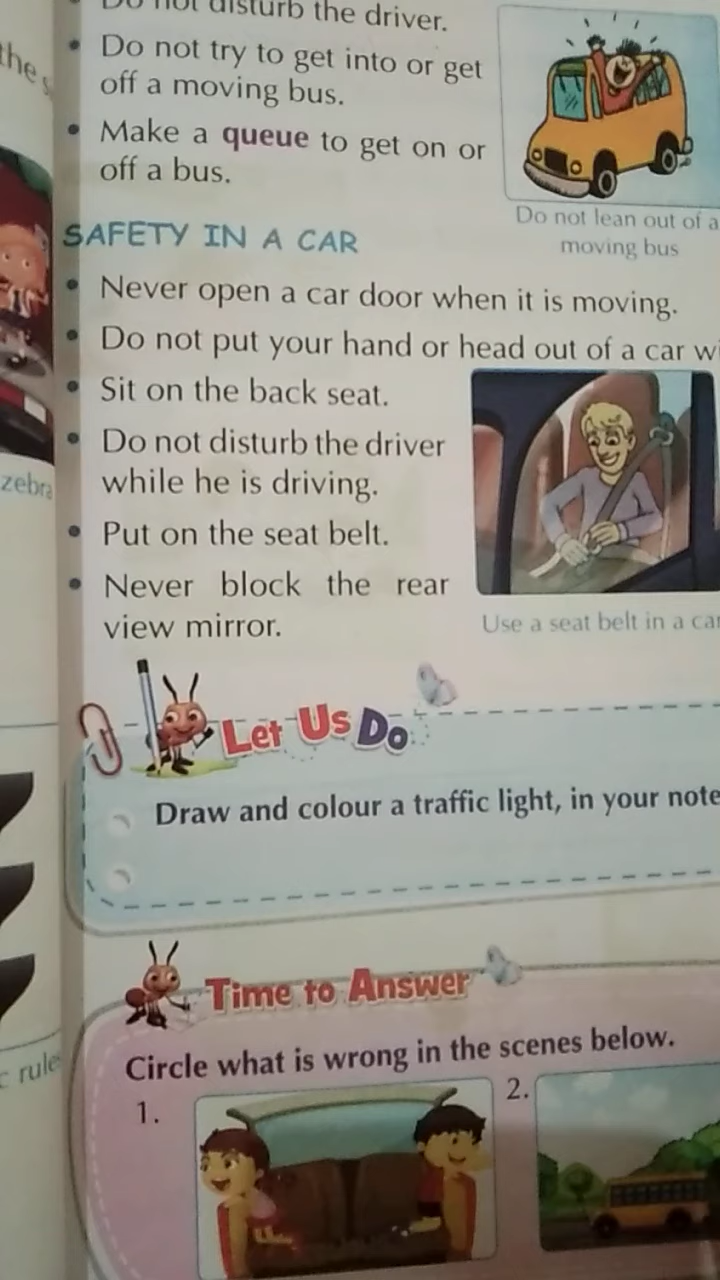 disturb the driver.
the
• Do not try to get into or get
off a moving bus.
• Make a queue to get on or
off a bus.
Do not lean out of a
moving bus
SAFETY IN A CAR
• Never open a car door when it is moving.
• Do not put your hand or head out of a car
• Sit on the back seat.
• Do not disturb the driver
while he is driving.
zebra
• Put on the seat belt.
• Never block the rear
view mirror.
Use a seat belt in a
Let Us Do
Draw and colour a traffic light, in your
Time to Answer
Circle what is wrong in the scenes below.
1.
2.